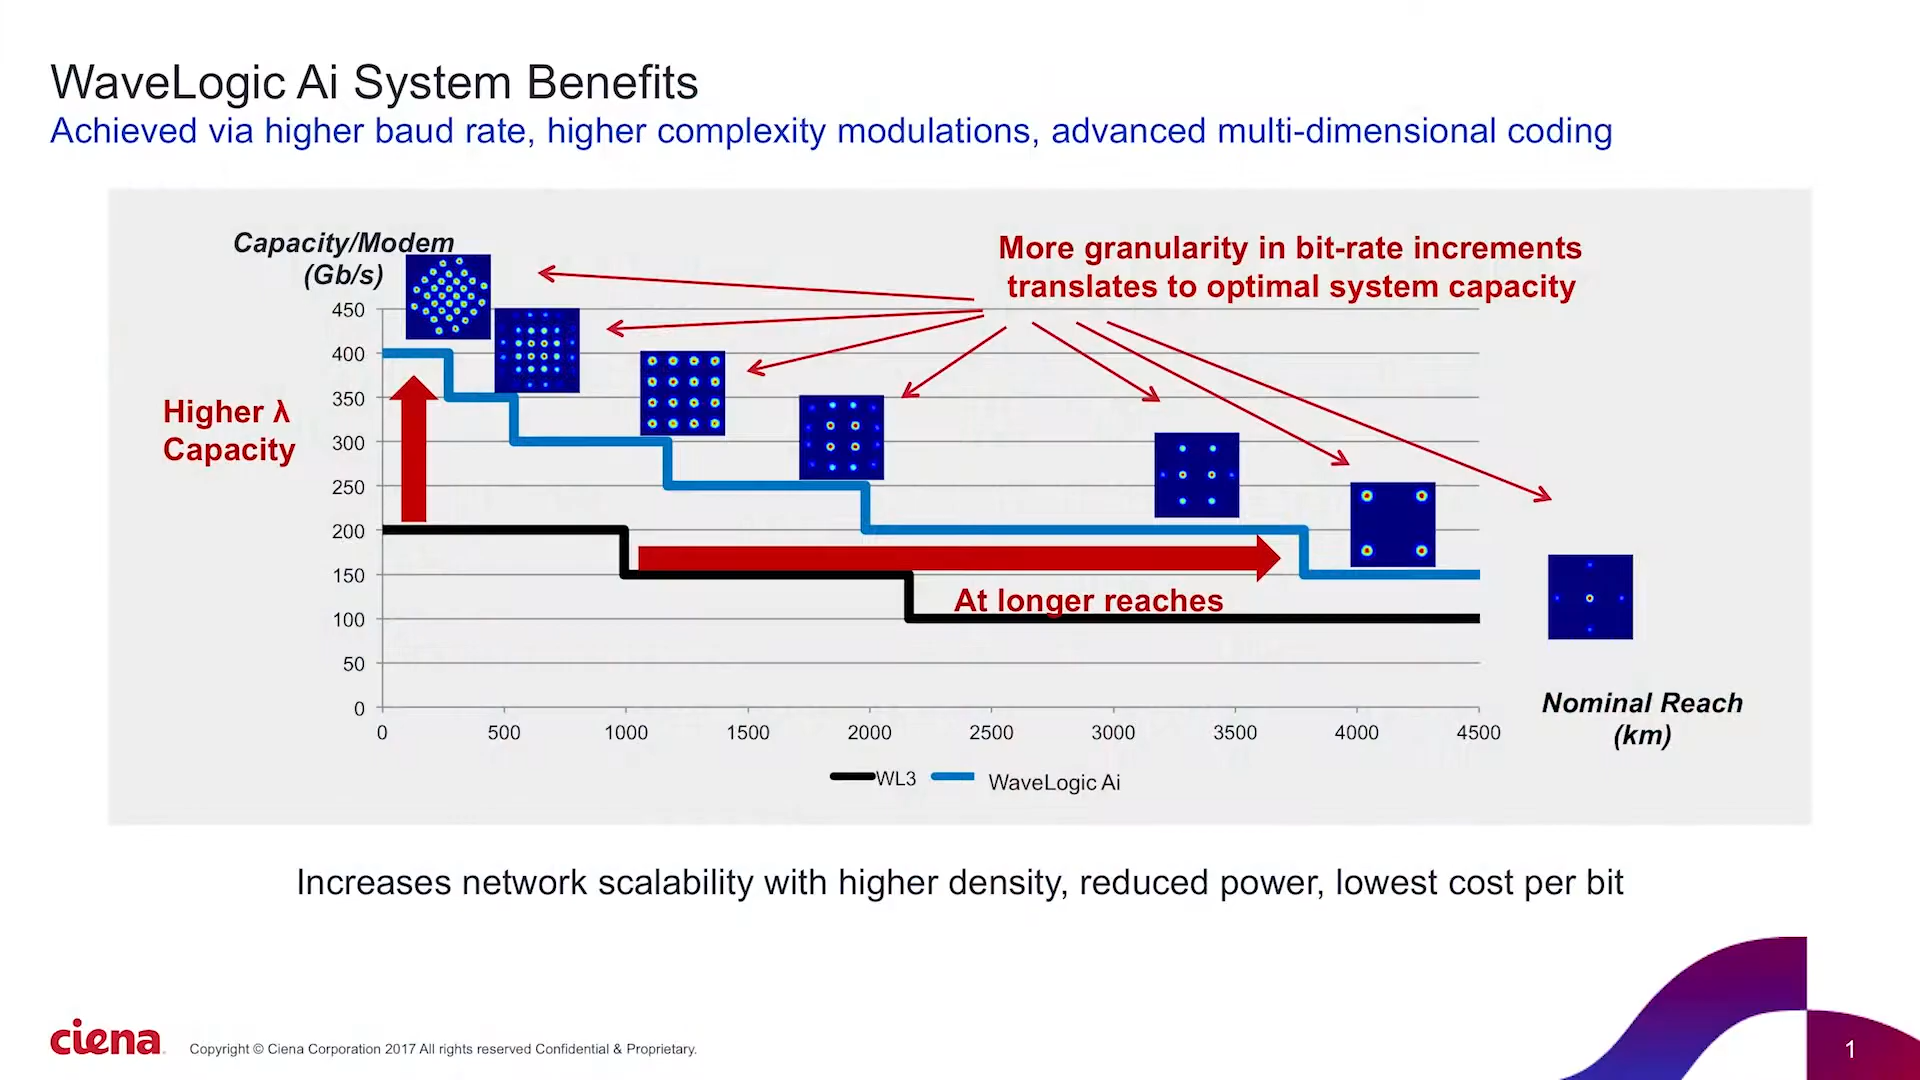 WaveLogic Ai System Benefits
Achieved via higher baud rate, higher complexity modulations, advanced multi-dimensional coding
Capacity/Modem
(Gb/s)
More granularity in bit-rate increments
translates to optimal system capacity
Higher λ
Capacity
450
400
350
300
250
200
150
100
50
0
At longer reaches
0 500 1000 1500 2000 2500 3000 3500 4000 4500
Nominal Reach
(km)
WL3 WaveLogic Ai
Increases network scalability with higher density, reduced power, lowest cost per bit
ciena
Copyright © Ciena Corporation 2017 All rights reserved Confidential & Proprietary.
1